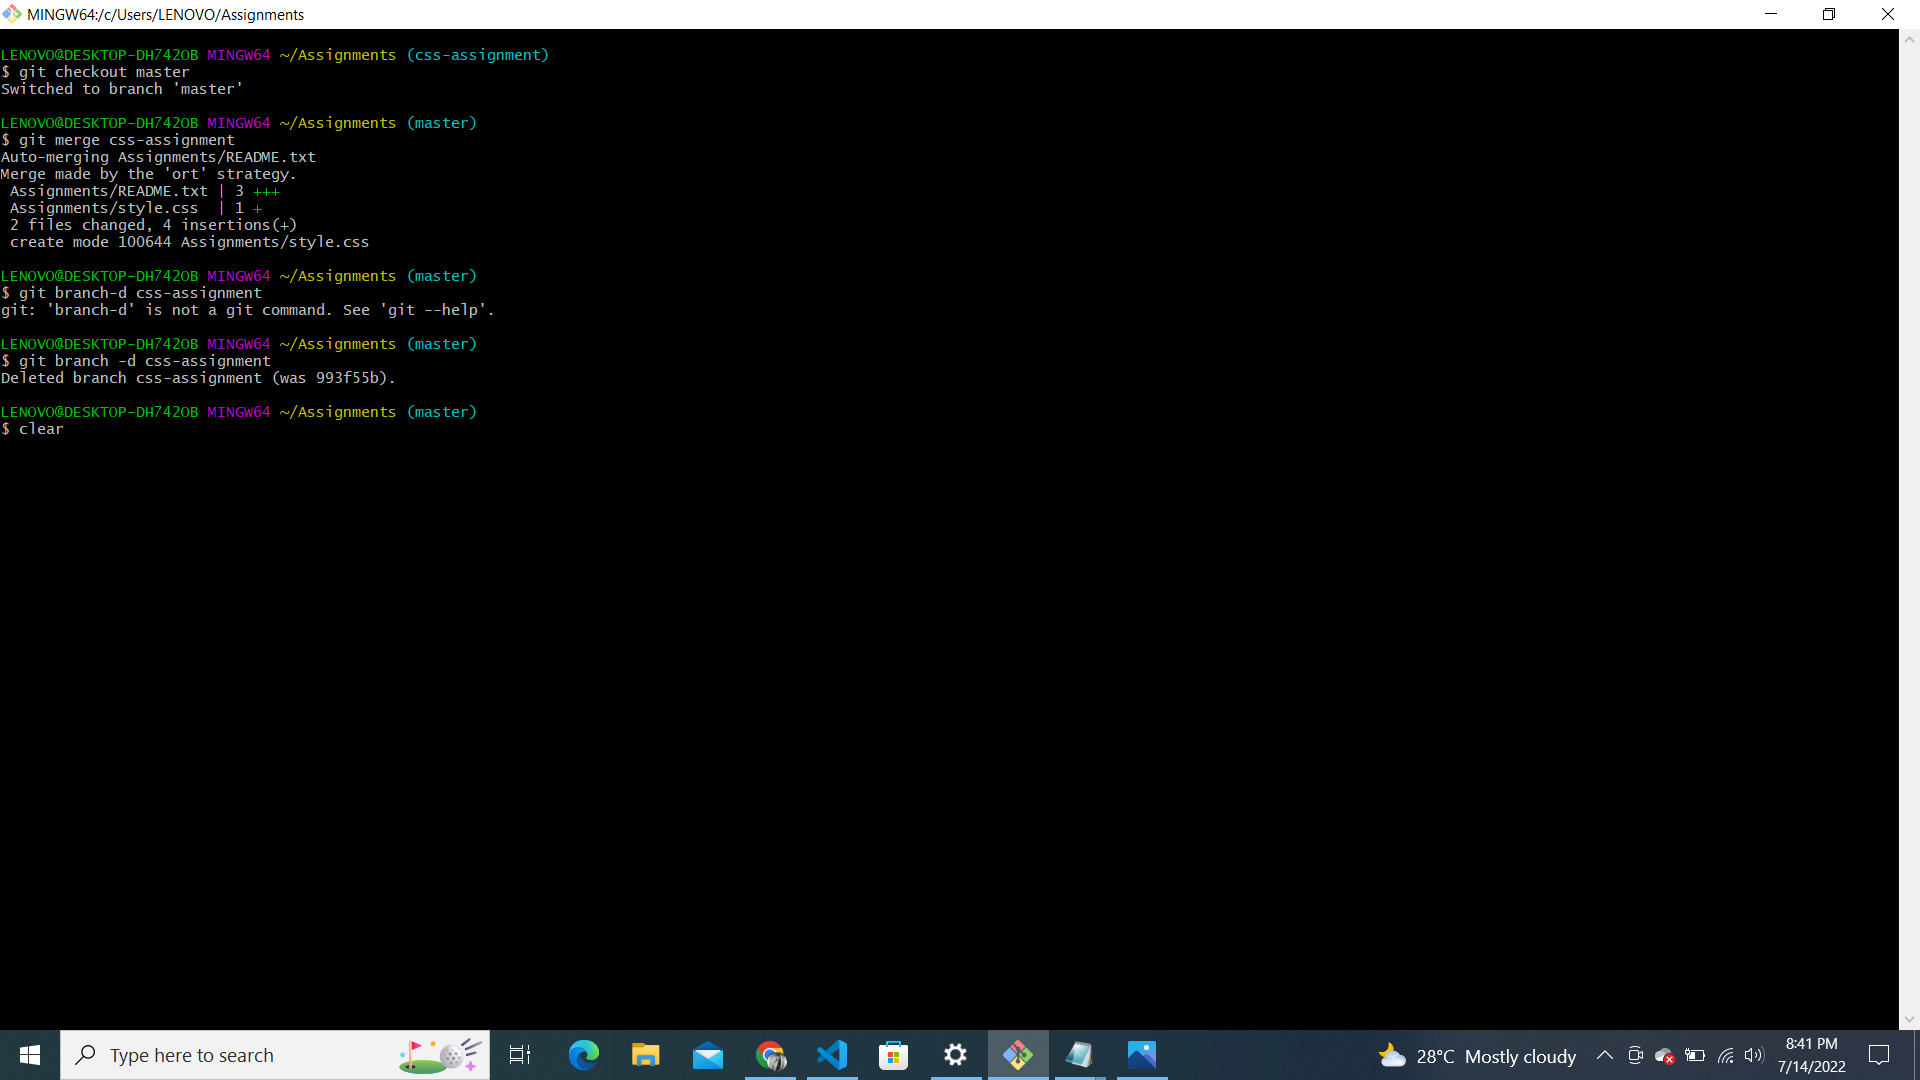 MINGW64:/c/Users/LENOVO/Assignments
LENOVO@DESKTOP-DH742OB MINGW64 ~/Assignments (css-assignment)
$ git checkout master
Switched to branch 'master'
LENOVO@DESKTOP-DH742OB MINGW64 ~/Assignments (master)
$ git merge css-assignment
Auto-merging Assignments/README.txt
Merge made by the 'ort' strategy.
Assignments/README.txt | 3 +++
Assignments/style.css  | 1 +
2 files changed, 4 insertions(+)
create mode 100644 Assignments/style.css
LENOVO@DESKTOP-DH742OB MINGW64 ~/Assignments (master)
$ git branch-d css-assignment
git: 'branch-d' is not a git command. See 'git --help'.
LENOVO@DESKTOP-DH742OB MINGW64 ~/Assignments (master)
$ git branch -d css-assignment
Deleted branch css-assignment (was 993f55b).
LENOVO@DESKTOP-DH742OB MINGW64 ~/Assignments (master)
$ clear
Type here to search
28°C Mostly cloudy
8:41 PM
7/14/2022